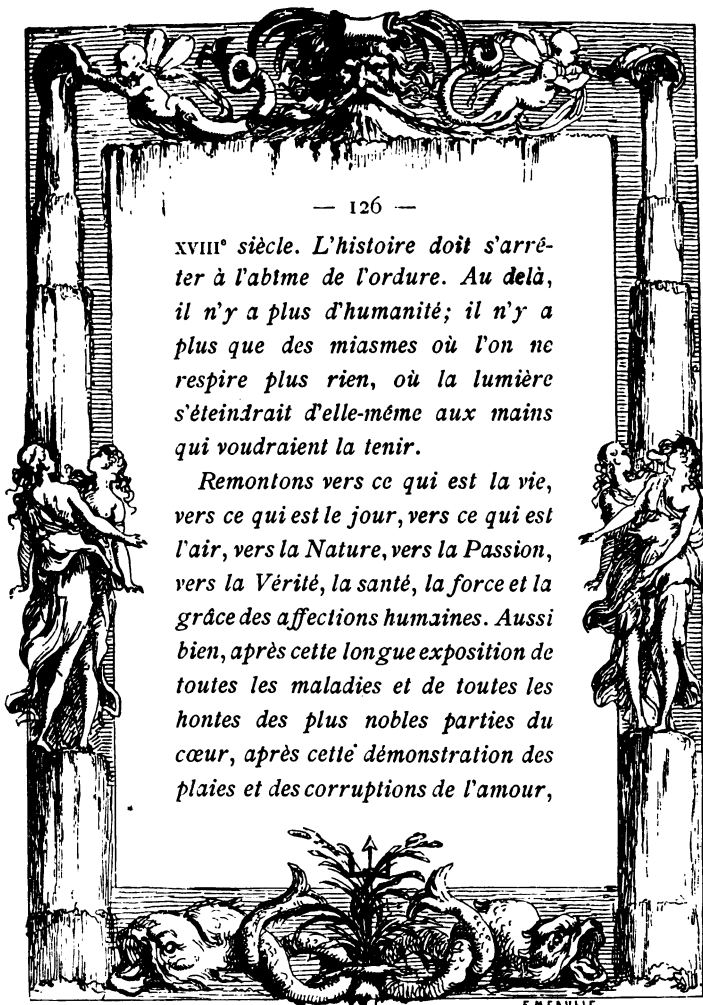 — 126 —
XVIIIe siècle. L'histoire doit s'arrê-
ter à l'abîme de l'ordure. Au delà,
il n'y a plus d'humanité; il n'y a
plus que des miasmes où l'on ne
respire plus rien, où la lumière
s'éteindrait d'elle-même aux mains
qui voudraient la tenir.
Remontons vers ce qui est la vie,
vers ce qui est le jour, vers ce qui est
l'air, vers la Nature, vers la Passion,
vers la Vérité, la santé, la force et la
grâce des affections humaines. Aussi
bien, après cette longue exposition de
toutes les maladies et de toutes les
hontes des plus nobles parties du
cœur, après cette démonstration des
plaies et des corruptions de l'amour,